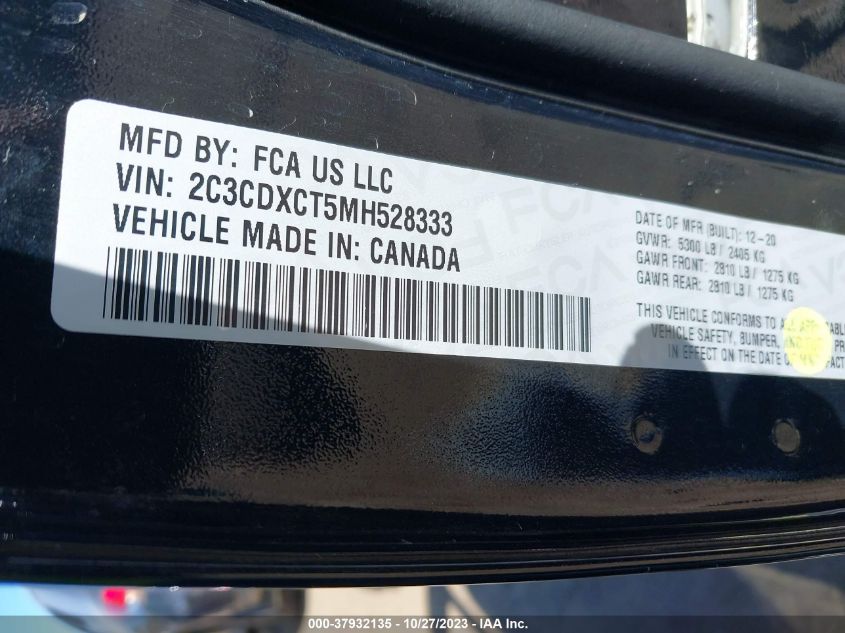 MFD BY: FCA US LLC
VIN: 2C3CDXCT5MH528333
VEHICLE MADE IN: CANADA
DATE OF MFR (BUILT): 12-20
GVWR: 5300 LB / 2405 KG
GAWR FRONT: 2810 LB / 1275 KG
GAWR REAR: 2810 LB / 1275 KG
THIS VEHICLE CONFORMS TO ALL
VEHICLE SAFETY, BUMPER,
IN EFFECT ON THE DATE OF
000-37932135 - 10/27/2023 - IAA Inc.